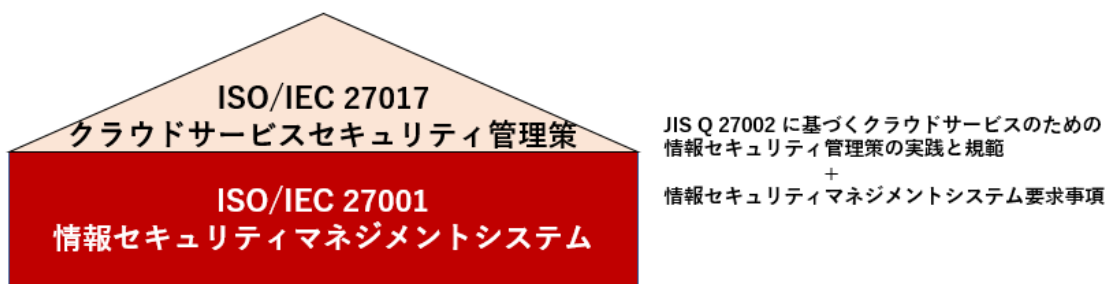 ISO/IEC 27017
クラウドサービスセキュリティ管理策
ISO/IEC 27001
情報セキュリティマネジメントシステム
JIS Q 27002 に基づくクラウドサービスのための
情報セキュリティ管理策の実践と規範
+
情報セキュリティマネジメントシステム要求事項